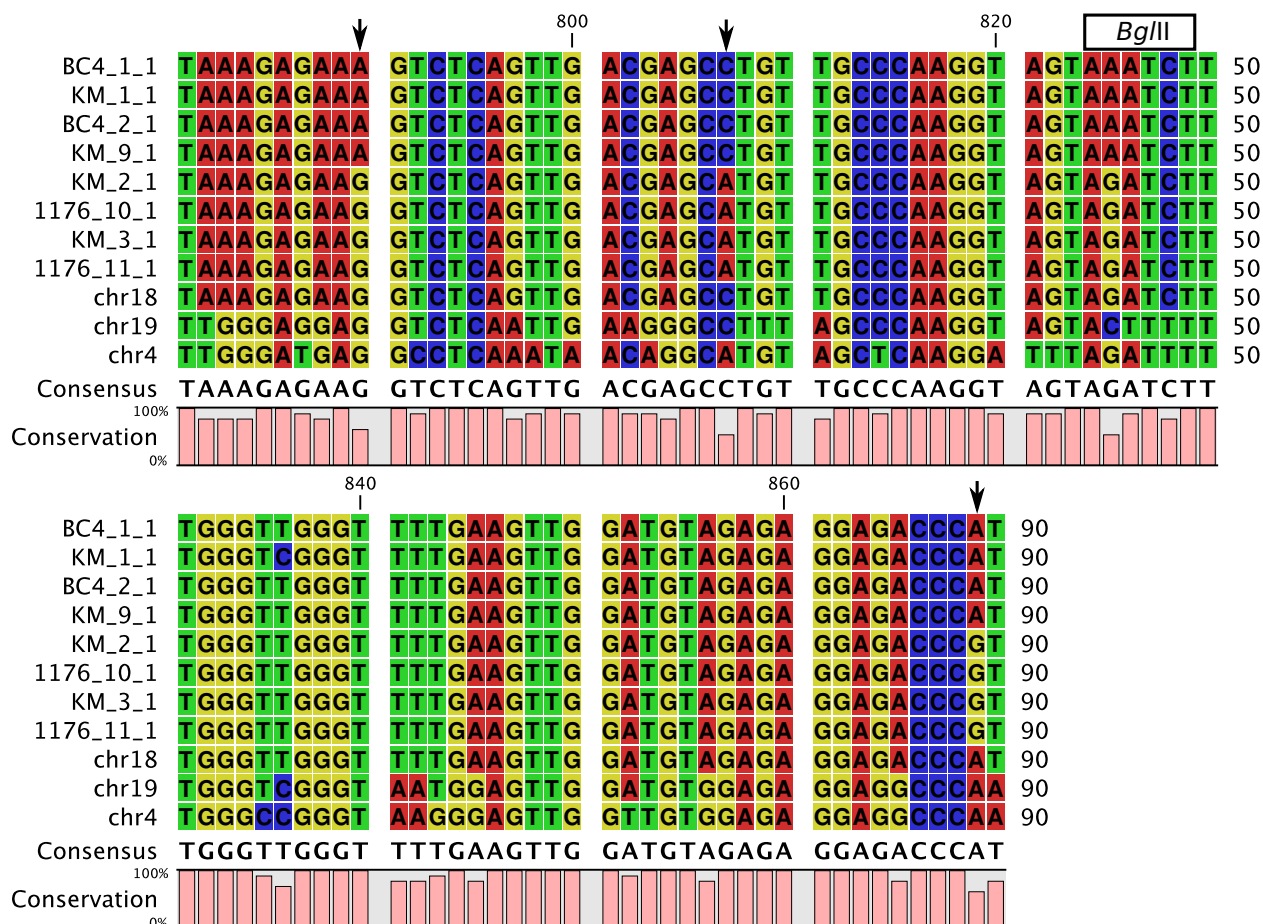 800 820 BglII
BC4_1_1 TAAAGAGAAA GTCTCAGTTG ACGAGCCTGT TGCCCAAGGT AGTAAATCTT 50
KM_1_1 TAAAGAGAAA GTCTCAGTTG ACGAGCCTGT TGCCCAAGGT AGTAAATCTT 50
BC4_2_1 TAAAGAGAAA GTCTCAGTTG ACGAGCCTGT TGCCCAAGGT AGTAAATCTT 50
KM_9_1 TAAAGAGAAA GTCTCAGTTG ACGAGCCTGT TGCCCAAGGT AGTAAATCTT 50
KM_2_1 TAAAGAGAAG GTCTCAGTTG ACGAGCATGT TGCCCAAGGT AGTAGATCTT 50
1176_10_1 TAAAGAGAAG GTCTCAGTTG ACGAGCATGT TGCCCAAGGT AGTAGATCTT 50
KM_3_1 TAAAGAGAAG GTCTCAGTTG ACGAGCATGT TGCCCAAGGT AGTAGATCTT 50
1176_11_1 TAAAGAGAAG GTCTCAGTTG ACGAGCATGT TGCCCAAGGT AGTAGATCTT 50
chr18 TAAAGAGAAG GTCTCAGTTG ACGAGCCTGT TGCCCAAGGT AGTAGATCTT 50
chr19 TTGGGAGGAG GTCTCAATTG AAGGGCCTTT AGCCCAAGGT AGTACTTTTT 50
chr4 TTGGGATGAG GCCTCAAATA ACAGGCATGT AGCTCAAGGA TTTAGATTTT 50
Consensus TAAAGAGAAG GTCTCAGTTG ACGAGCCTGT TGCCCAAGGT AGTAGATCTT
100%
Conservation
0%
840 860
BC4_1_1 TGGGTTGGGT TTTGAAGTTG GATGTAGAGA GGAGACCCAT 90
KM_1_1 TGGGTCGGGT TTTGAAGTTG GATGTAGAGA GGAGACCCAT 90
BC4_2_1 TGGGTTGGGT TTTGAAGTTG GATGTAGAGA GGAGACCCAT 90
KM_9_1 TGGGTTGGGT TTTGAAGTTG GATGTAGAGA GGAGACCCAT 90
KM_2_1 TGGGTTGGGT TTTGAAGTTG GATGTAGAGA GGAGACCCGT 90
1176_10_1 TGGGTTGGGT TTTGAAGTTG GATGTAGAGA GGAGACCCGT 90
KM_3_1 TGGGTTGGGT TTTGAAGTTG GATGTAGAGA GGAGACCCGT 90
1176_11_1 TGGGTTGGGT TTTGAAGTTG GATGTAGAGA GGAGACCCGT 90
chr18 TGGGTTGGGT TTTGAAGTTG GATGTAGAGA GGAGACCCAT 90
chr19 TGGGTCGGGT AATGGAGTTG GATGTGGAGA GGAGGCCCAA 90
chr4 TGGGCCGGGT AAGGGAGTTG GTTGTGGAGA GGAGGCCCAA 90
Consensus TGGGTTGGGT TTTGAAGTTG GATGTAGAGA GGAGACCCAT
100%
Conservation
0%